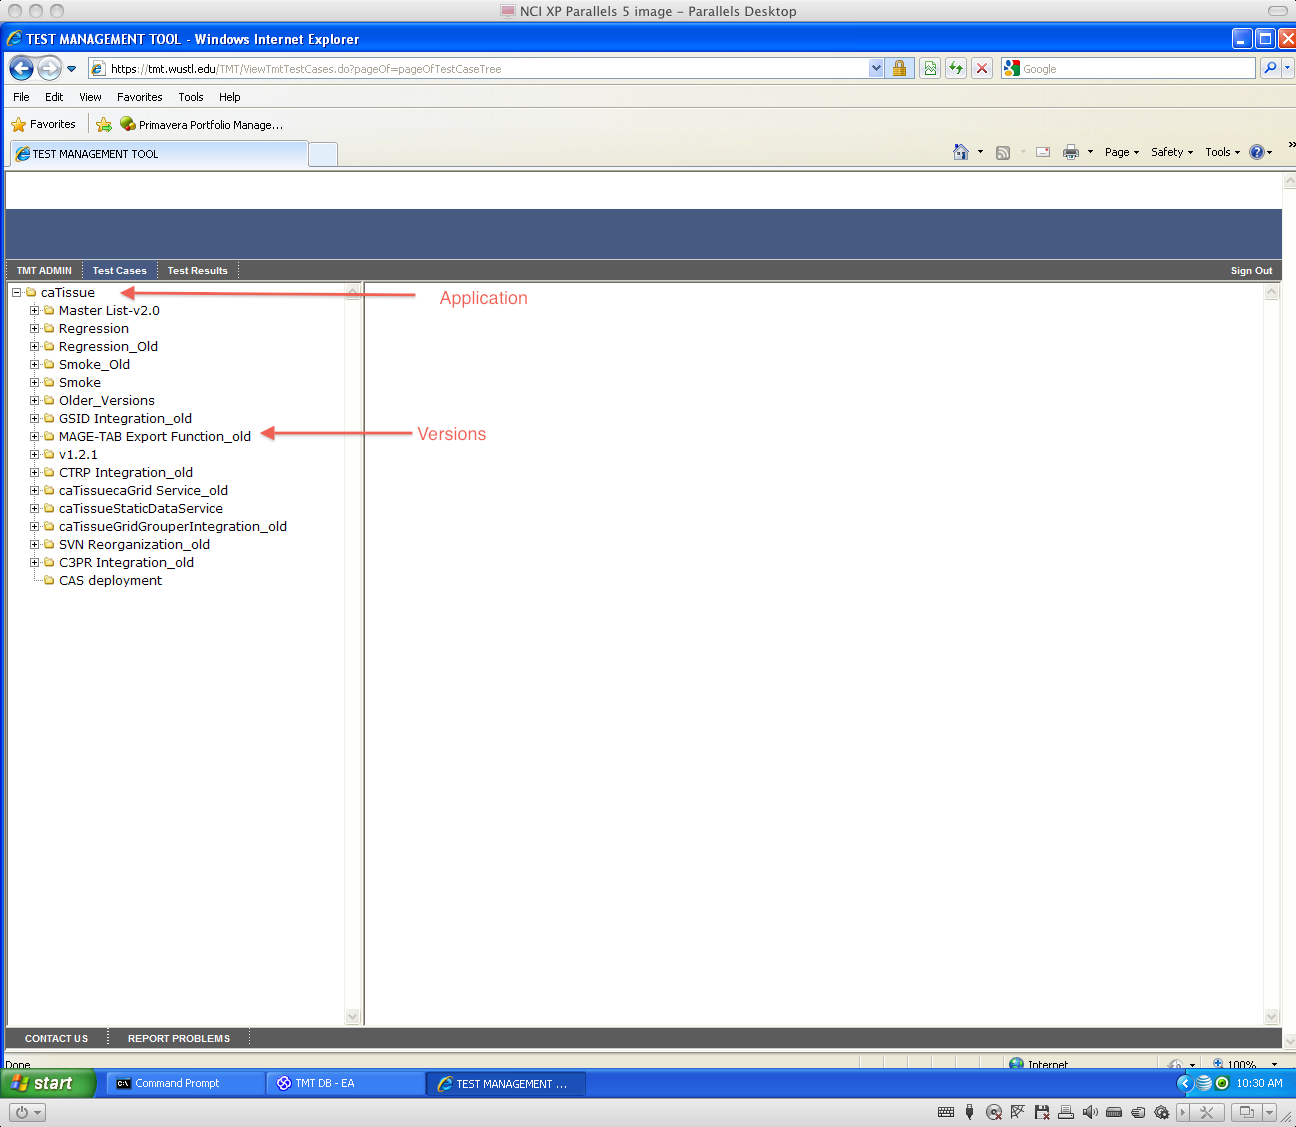 NCI XP Parallels 5 image – Parallels Desktop
TEST MANAGEMENT TOOL - Windows Internet Explorer
https://tmt.wustl.edu/TMT/ViewTmtTestCases.do?pageOf=pageOfTestCaseTree
Google
File Edit View Favorites Tools Help
Favorites Primavera Portfolio Manage...
TEST MANAGEMENT TOOL
Page Safety Tools
TMT ADMIN Test Cases Test Results Sign Out
caTissue
Application
Master List-v2.0
Regression
Regression_Old
Smoke_Old
Smoke
Older_Versions
GSID Integration_old
MAGE-TAB Export Function_old
Versions
v1.2.1
CTRP Integration_old
caTissuecaGrid Service_old
caTissueStaticDataService
caTissueGridGrouperIntegration_old
SVN Reorganization_old
C3PR Integration_old
CAS deployment
CONTACT US REPORT PROBLEMS
Done Internet 100%
start Command Prompt TMT DB - EA TEST MANAGEMENT ... 10:30 AM